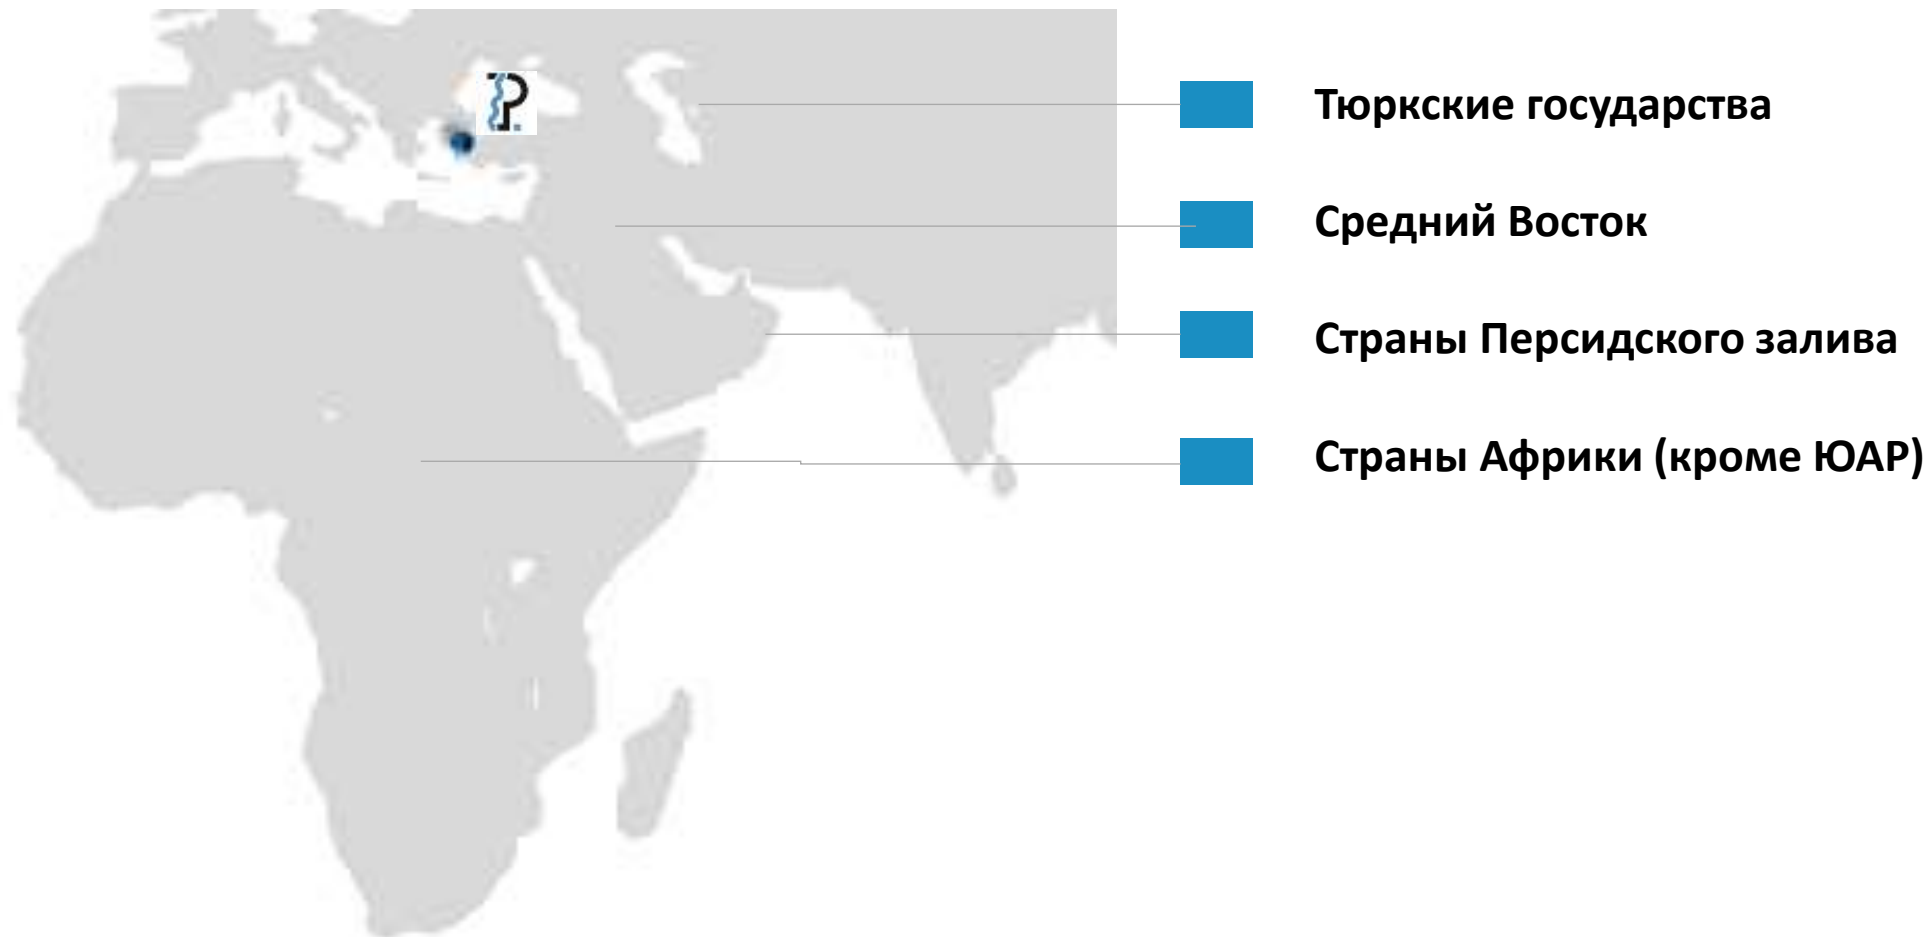 Тюркские государства
Средний Восток
Страны Персидского залива
Страны Африки (кроме ЮАР)